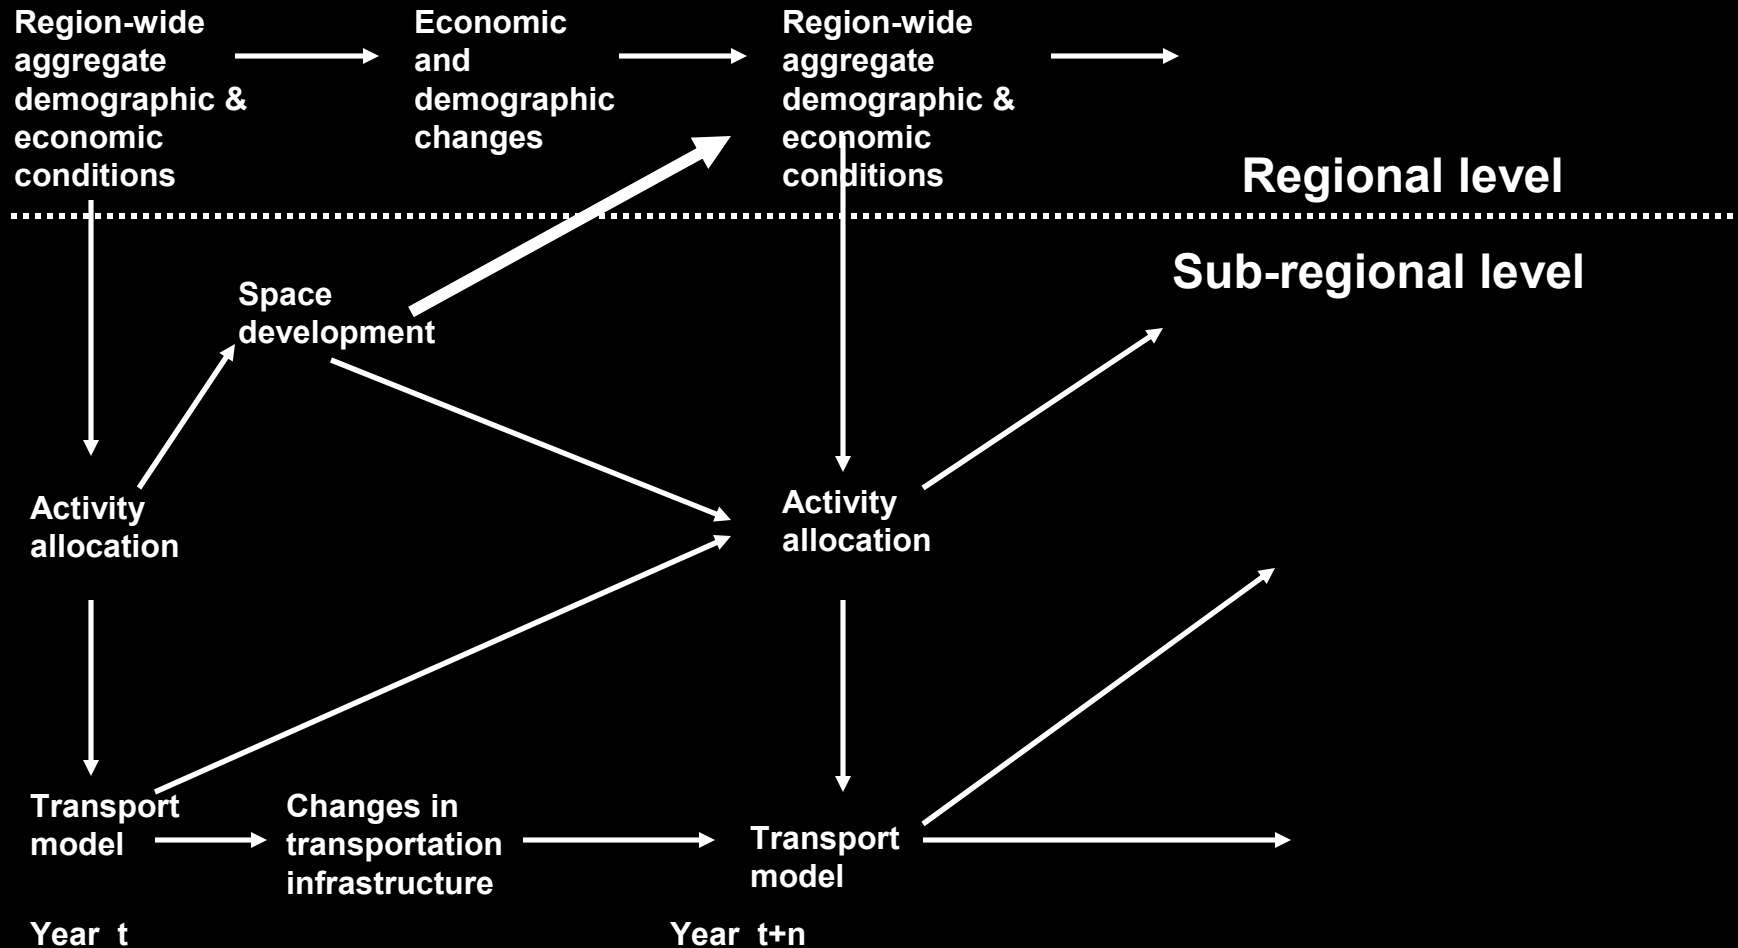 Region-wide
aggregate
demographic &
economic
conditions
Economic
and
demographic
changes
Region-wide
aggregate
demographic &
economic
conditions
Regional level
Sub-regional level
Space
development
Activity
allocation
Activity
allocation
Transport
model
Changes in
transportation
infrastructure
Transport
model
Year t
Year t+n